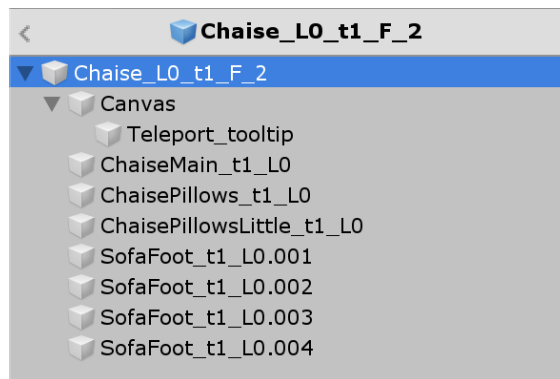 Chaise_L0_t1_F_2
Chaise_L0_t1_F_2
Canvas
Teleport_tooltip
ChaiseMain_t1_L0
ChaisePillows_t1_L0
ChaisePillowsLittle_t1_L0
SofaFoot_t1_L0.001
SofaFoot_t1_L0.002
SofaFoot_t1_L0.003
SofaFoot_t1_L0.004